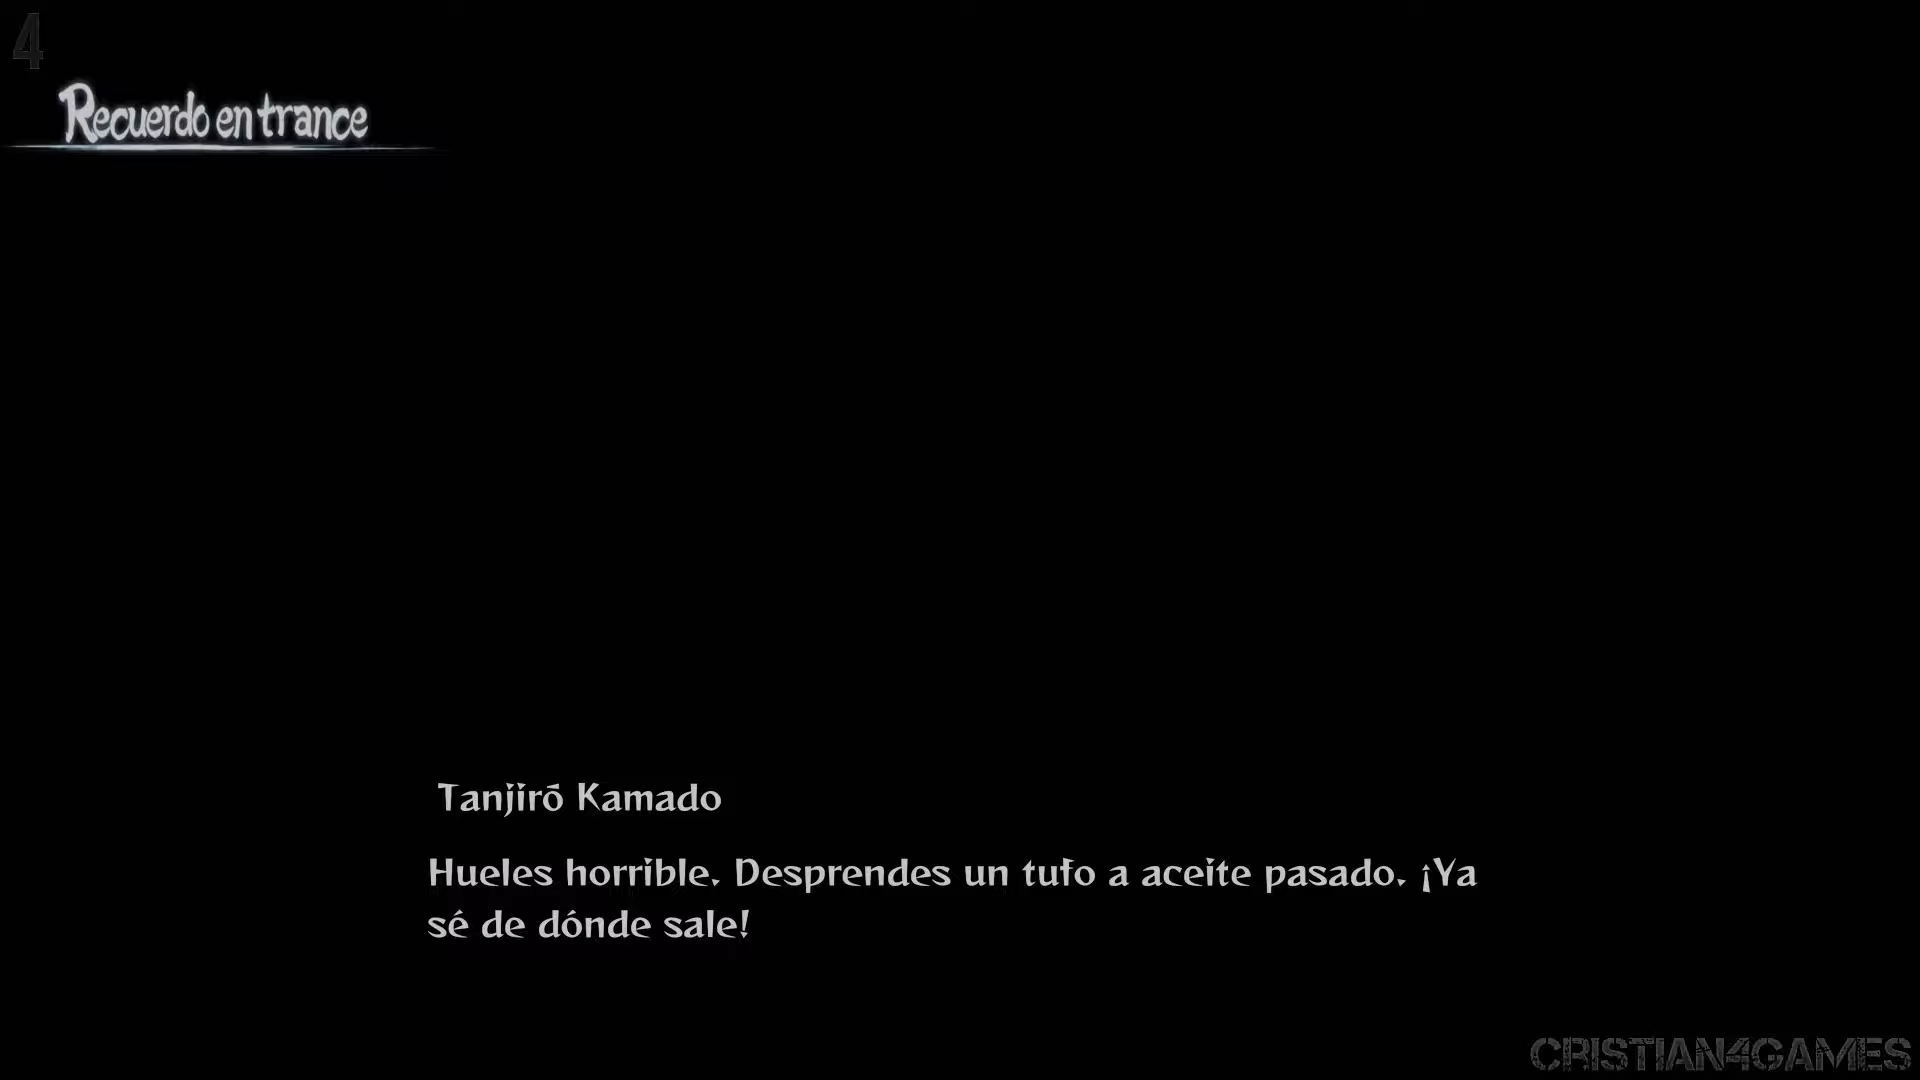 4
Recuerdo en trance
Tanjirō Kamado
Hueles horrible. Desprendes un tufo a aceite pasado. ¡Ya
sé de dónde sale!
CRISTIAN4GAMES